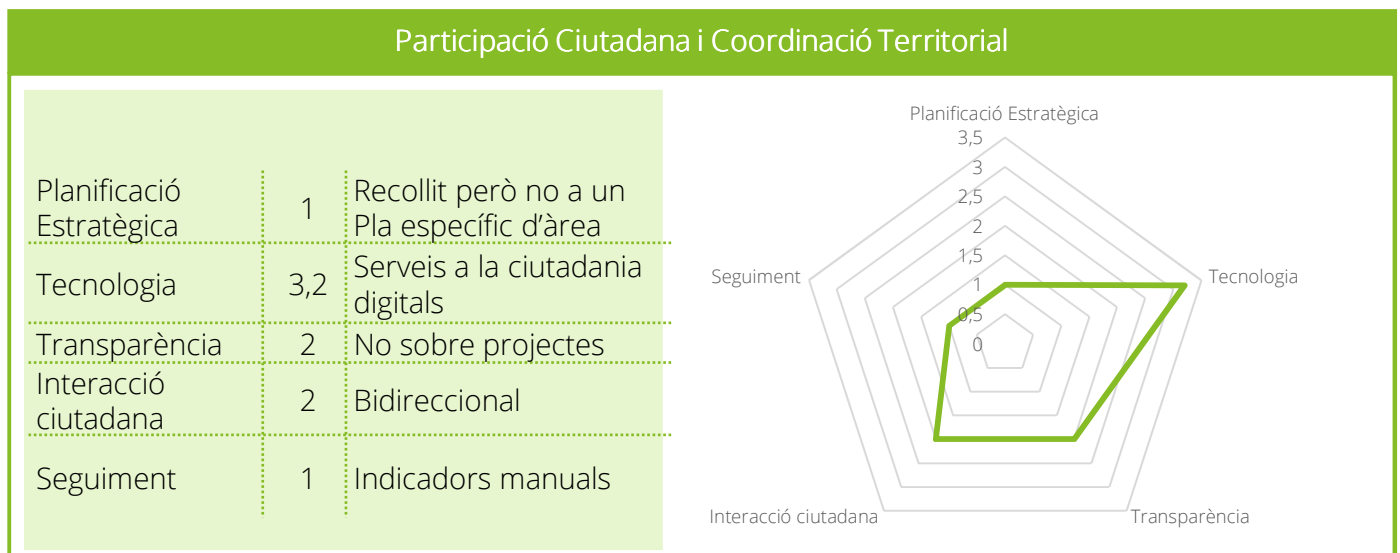 Participació Ciutadana i Coordinació Territorial
Planificació
Estratègica
1
Recollit però no a un
Pla específic d'àrea
Tecnologia
3,2
Serveis a la ciutadania
digitals
Transparència
2
No sobre projectes
Interacció
ciutadana
2
Bidireccional
Seguiment
1
Indicadors manuals
Planificació Estratègica
3,5
3
2,5
2
1,5
1
0,5
0
Tecnologia
Transparència
Interacció ciutadana
Seguiment